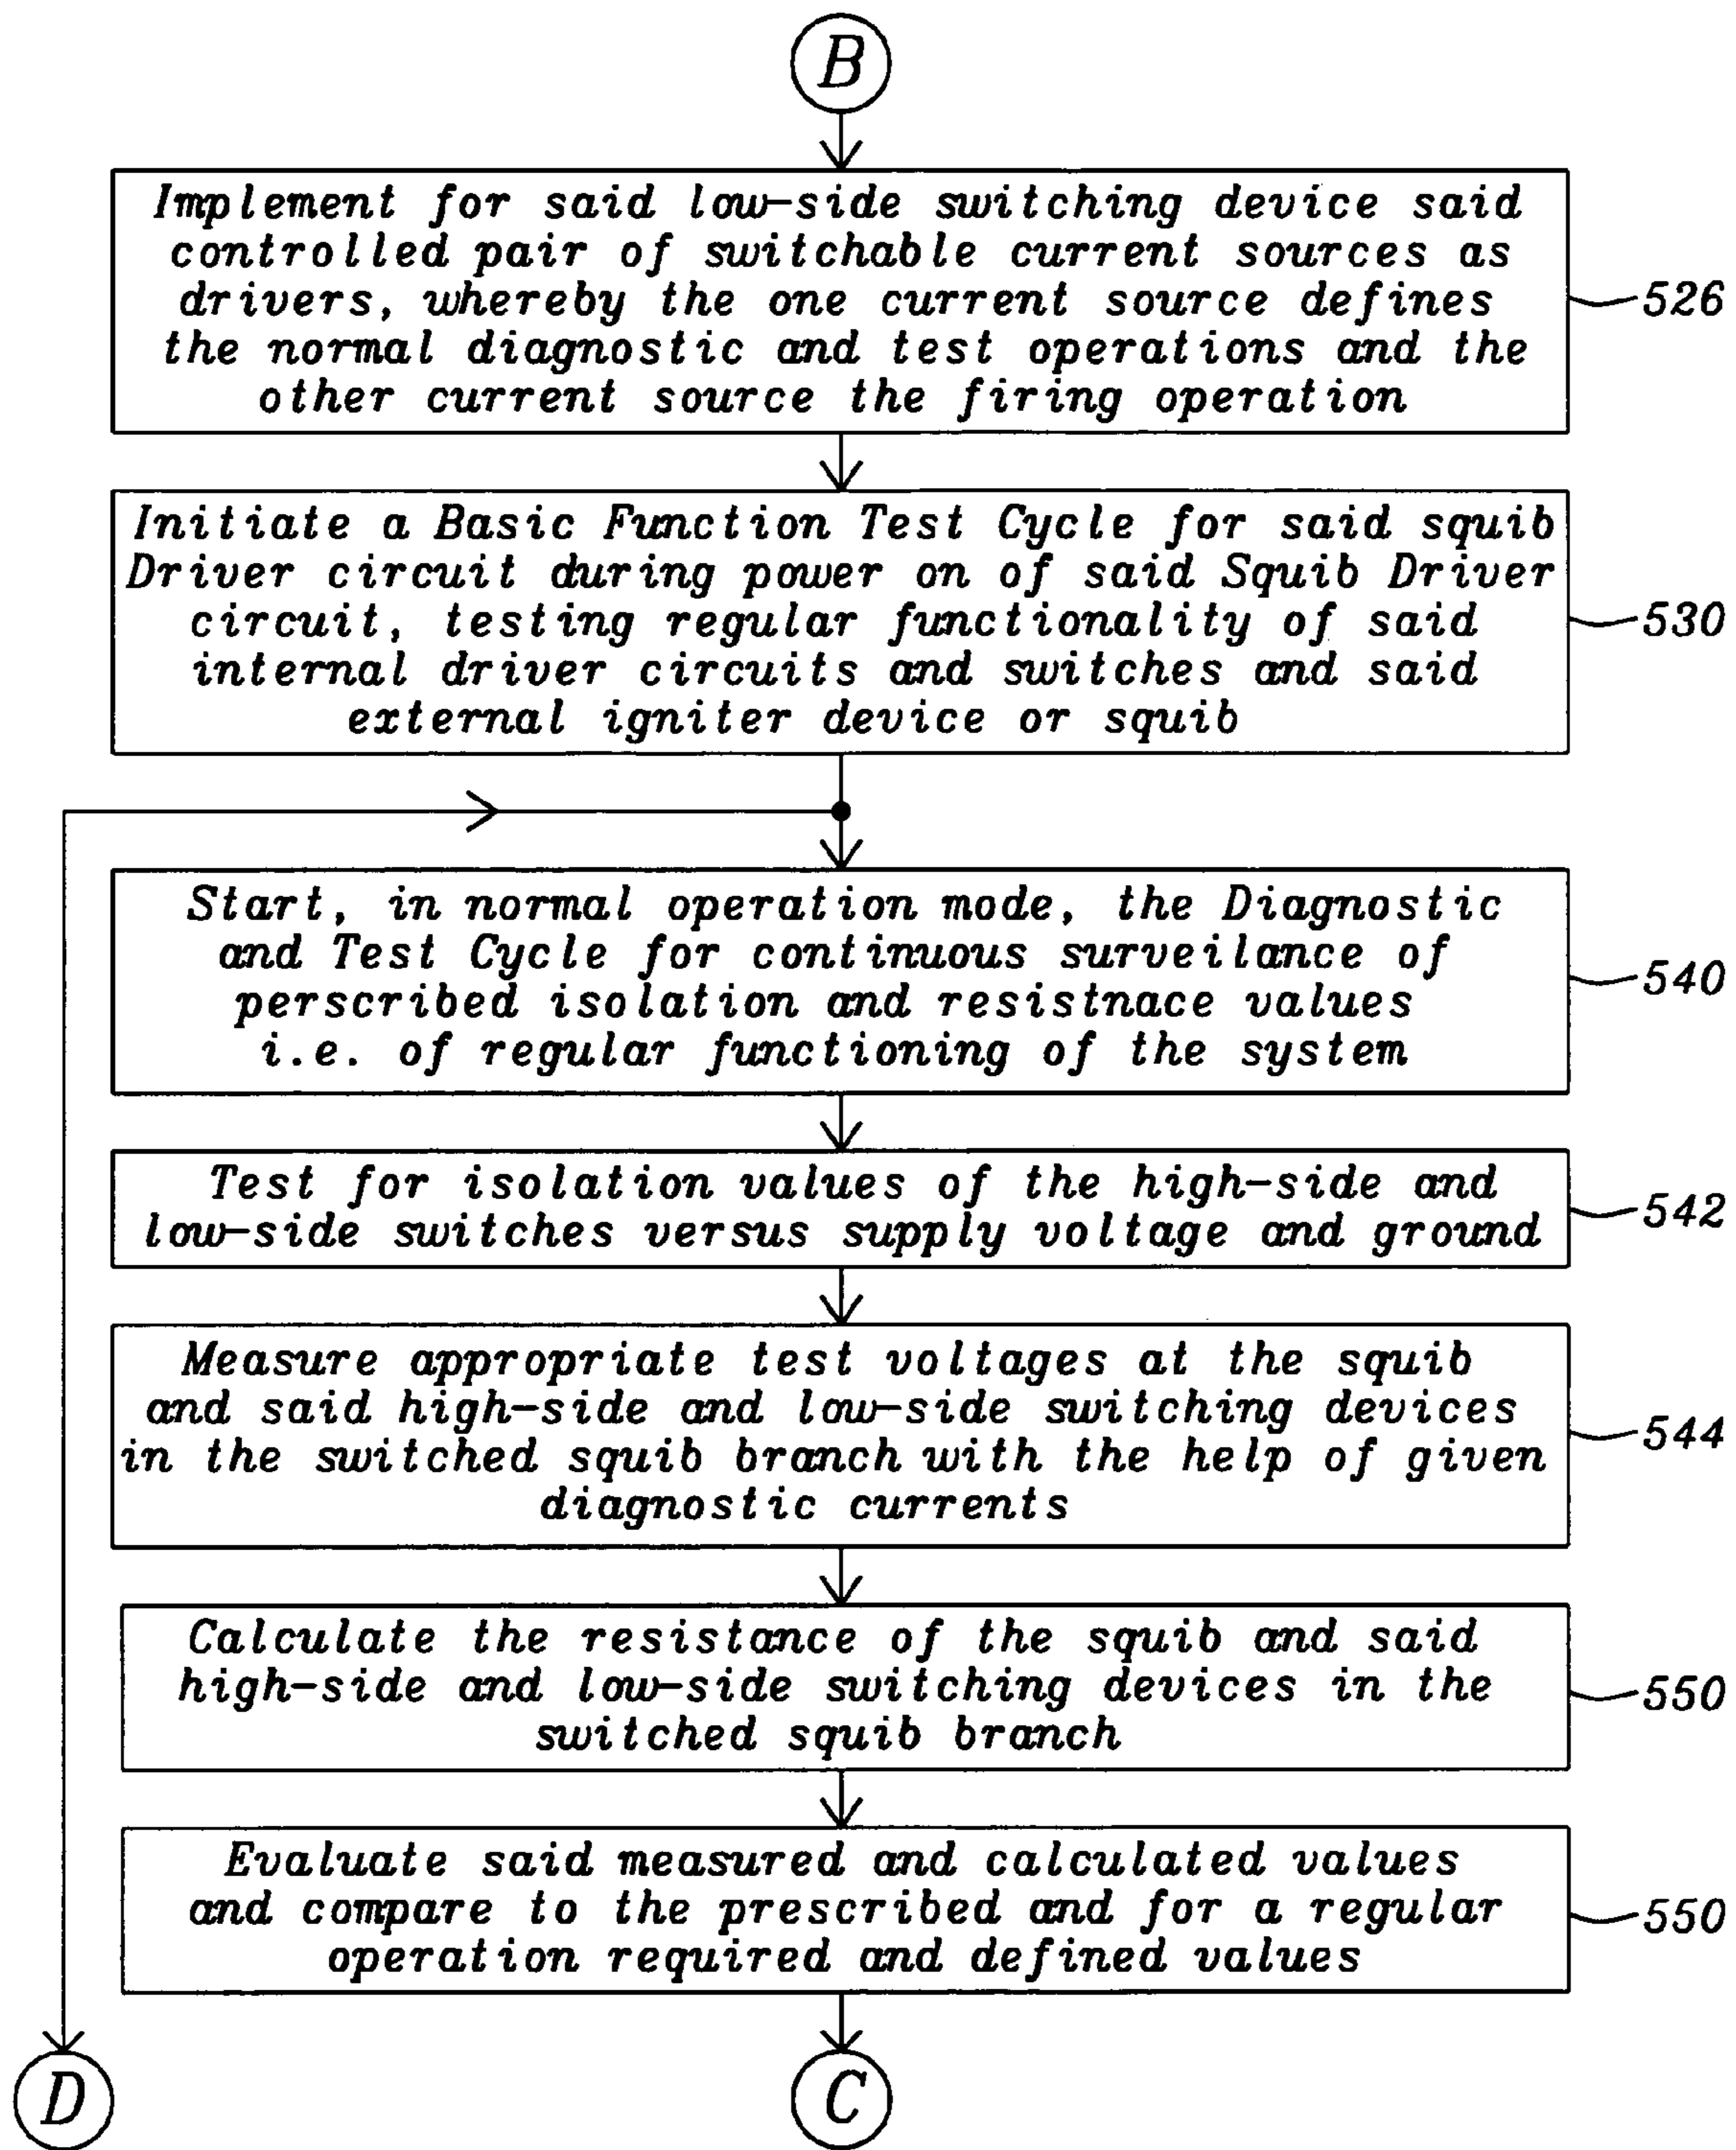 B
Implement for said low-side switching device said
controlled pair of switchable current sources as
drivers, whereby the one current source defines
the normal diagnostic and test operations and the
other current source the firing operation
526
Initiate a Basic Function Test Cycle for said squib
Driver circuit during power on of said Squib Driver
circuit, testing regular functionality of said
internal driver circuits and switches and said
external igniter device or squib
530
Start, in normal operation mode, the Diagnostic
and Test Cycle for continuous surveilance of
perscribed isolation and resistnace values
i.e. of regular functioning of the system
540
Test for isolation values of the high-side and
low-side switches versus supply voltage and ground
542
Measure appropriate test voltages at the squib
and said high-side and low-side switching devices
in the switched squib branch with the help of given
diagnostic currents
544
Calculate the resistance of the squib and said
high-side and low-side switching devices in the
switched squib branch
550
Evaluate said measured and calculated values
and compare to the prescribed and for a regular
operation required and defined values
550
D
C